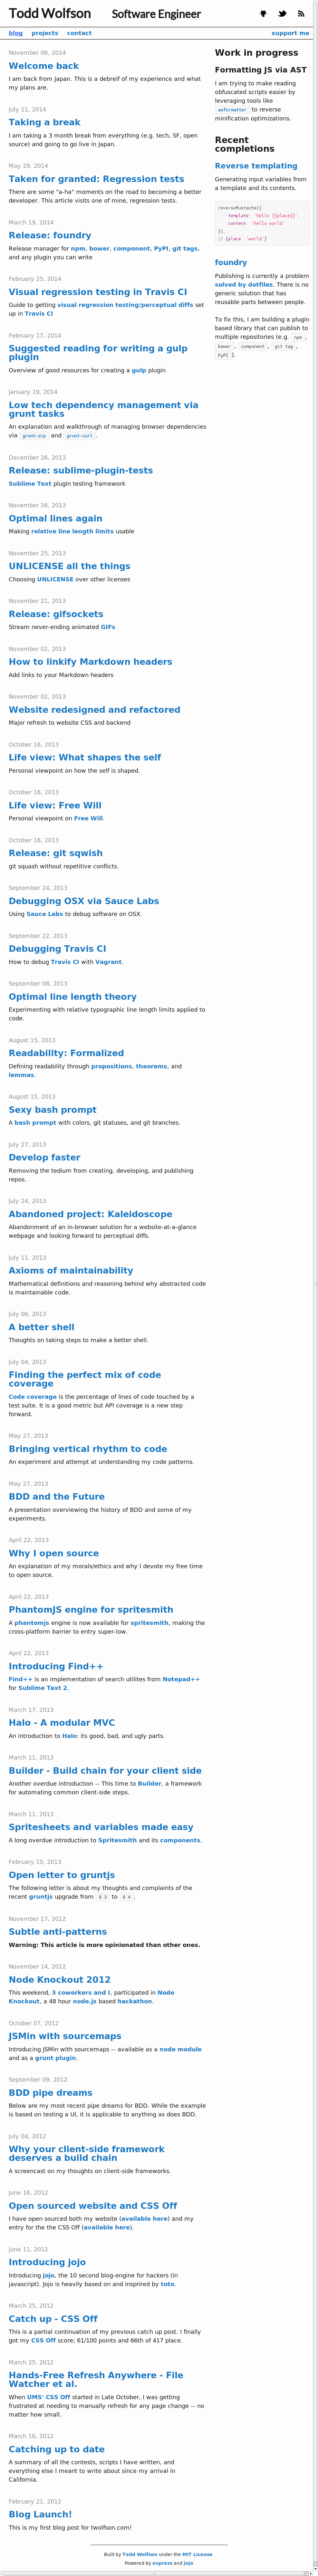 Todd Wolfson
Software Engineer
blog projects contact support me
November 08, 2014
Welcome back
I am back from Japan. This is a debreif of my experience and what
my plans are.
July 11, 2014
Taking a break
I am taking a 3 month break from everything (e.g. tech, SF, open
source) and going to go live in Japan.
May 29, 2014
Taken for granted: Regression tests
There are some "a-ha" moments on the road to becoming a better
developer. This article visits one of mine, regression tests.
March 19, 2014
Release: foundry
Release manager for npm, bower, component, PyPI, git tags,
and any plugin you can write
February 25, 2014
Visual regression testing in Travis CI
Guide to getting visual regression testing/perceptual diffs set
up in Travis CI
February 17, 2014
Suggested reading for writing a gulp
plugin
Overview of good resources for creating a gulp plugin
January 19, 2014
Low tech dependency management via
grunt tasks
An explanation and walkthrough of managing browser dependencies
via grunt-zip and grunt-curl .
December 26, 2013
Release: sublime-plugin-tests
Sublime Text plugin testing framework
November 26, 2013
Optimal lines again
Making relative line length limits usable
November 25, 2013
UNLICENSE all the things
Choosing UNLICENSE over other licenses
November 21, 2013
Release: gifsockets
Stream never-ending animated GIFs
November 02, 2013
How to linkify Markdown headers
Add links to your Markdown headers
November 02, 2013
Website redesigned and refactored
Major refresh to website CSS and backend
October 16, 2013
Life view: What shapes the self
Personal viewpoint on how the self is shaped.
October 16, 2013
Life view: Free Will
Personal viewpoint on Free Will.
October 16, 2013
Release: git sqwish
git squash without repetitive conflicts.
September 24, 2013
Debugging OSX via Sauce Labs
Using Sauce Labs to debug software on OSX.
September 22, 2013
Debugging Travis CI
How to debug Travis CI with Vagrant.
September 08, 2013
Optimal line length theory
Experimenting with relative typographic line length limits applied to
code.
August 15, 2013
Readability: Formalized
Defining readability through propositions, theorems, and
lemmas.
August 15, 2013
Sexy bash prompt
A bash prompt with colors, git statuses, and git branches.
July 27, 2013
Develop faster
Removing the tedium from creating, developing, and publishing
repos.
July 24, 2013
Abandoned project: Kaleidoscope
Abandonment of an in-browser solution for a website-at-a-glance
webpage and looking forward to perceptual diffs.
July 11, 2013
Axioms of maintainability
Mathematical definitions and reasoning behind why abstracted code
is maintainable code.
July 06, 2013
A better shell
Thoughts on taking steps to make a better shell.
July 04, 2013
Finding the perfect mix of code
coverage
Code coverage is the percentage of lines of code touched by a
test suite. It is a good metric but API coverage is a new step
forward.
May 27, 2013
Bringing vertical rhythm to code
An experiment and attempt at understanding my code patterns.
May 27, 2013
BDD and the Future
A presentation overviewing the history of BDD and some of my
experiments.
April 22, 2013
Why I open source
An explanation of my morals/ethics and why I devote my free time
to open source.
April 22, 2013
PhantomJS engine for spritesmith
A phantomjs engine is now available for spritesmith, making the
cross-platform barrier to entry super-low.
April 22, 2013
Introducing Find++
Find++ is an implementation of search utilites from Notepad++
for Sublime Text 2.
March 17, 2013
Halo - A modular MVC
An introduction to Halo: its good, bad, and ugly parts.
March 11, 2013
Builder - Build chain for your client side
Another overdue introduction -- This time to Builder, a framework
for automating common client-side steps.
March 11, 2013
Spritesheets and variables made easy
A long overdue introduction to Spritesmith and its components.
February 15, 2013
Open letter to gruntjs
The following letter is about my thoughts and complaints of the
recent gruntjs upgrade from 0.3 to 0.4 .
November 17, 2012
Subtle anti-patterns
Warning: This article is more opinionated than other ones.
November 14, 2012
Node Knockout 2012
This weekend, 3 coworkers and I, participated in Node
Knockout, a 48 hour node.js based hackathon.
October 07, 2012
JSMin with sourcemaps
Introducing JSMin with sourcemaps -- available as a node module
and as a grunt plugin.
September 09, 2012
BDD pipe dreams
Below are my most recent pipe dreams for BDD. While the example
is based on testing a UI, it is applicable to anything as does BDD.
July 04, 2012
Why your client-side framework
deserves a build chain
A screencast on my thoughts on client-side frameworks.
June 16, 2012
Open sourced website and CSS Off
I have open sourced both my website (available here) and my
entry for the the CSS Off (available here).
June 11, 2012
Introducing jojo
Introducing jojo, the 10 second blog-engine for hackers (in
javascript). Jojo is heavily based on and insprired by toto.
March 25, 2012
Catch up - CSS Off
This is a partial continuation of my previous catch up post. I finally
got my CSS Off score; 61/100 points and 66th of 417 place.
March 25, 2012
Hands-Free Refresh Anywhere - File
Watcher et al.
When UMS' CSS Off started in Late October, I was getting
frustrated at needing to manually refresh for any page change -- no
matter how small.
March 16, 2012
Catching up to date
A summary of all the contests, scripts I have written, and
everything else I meant to write about since my arrival in
California.
February 21, 2012
Blog Launch!
This is my first blog post for twolfson.com!
Work in progress
Formatting JS via AST
I am trying to make reading
obfuscated scripts easier by
leveraging tools like
esformatter to reverse
minification optimizations.
Recent
completions
Reverse templating
Generating input variables from
a template and its contents.
reverseMustache({
template: 'hello {{place}}',
content: 'hello world'
});
// {place: 'world'}
foundry
Publishing is currently a problem
solved by dotfiles. There is no
generic solution that has
reusable parts between people.
To fix this, I am building a plugin
based library that can publish to
multiple repositories (e.g. npm ,
bower , component , git tag ,
PyPI ).
Built by Todd Wolfson under the MIT License
Powered by express and jojo